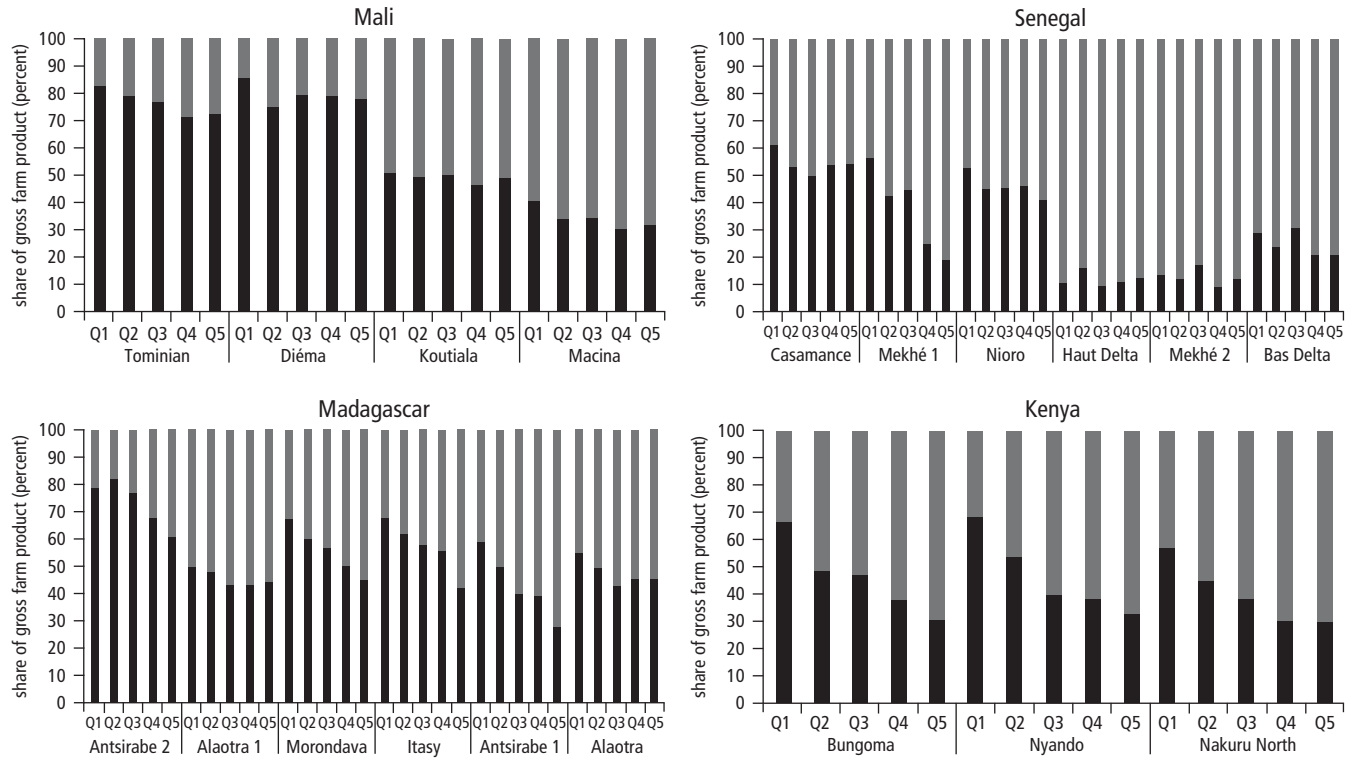 Mali
share of gross farm product (percent)
100
90
80
70
60
50
40
30
20
10
0
Q1 Q2 Q3 Q4 Q5 Q1 Q2 Q3 Q4 Q5 Q1 Q2 Q3 Q4 Q5 Q1 Q2 Q3 Q4 Q5
Tominian Diéma Koutiala Macina
Senegal
share of gross farm product (percent)
100
90
80
70
60
50
40
30
20
10
0
Q1 Q2 Q3 Q4 Q5 Q1 Q2 Q3 Q4 Q5 Q1 Q2 Q3 Q4 Q5 Q1 Q2 Q3 Q4 Q5 Q1 Q2 Q3 Q4 Q5 Q1 Q2 Q3 Q4 Q5
Casamance Mekhé 1 Nioro Haut Delta Mekhé 2 Bas Delta
Madagascar
share of gross farm product (percent)
100
90
80
70
60
50
40
30
20
10
0
Q1 Q2 Q3 Q4 Q5 Q1 Q2 Q3 Q4 Q5 Q1 Q2 Q3 Q4 Q5 Q1 Q2 Q3 Q4 Q5 Q1 Q2 Q3 Q4 Q5 Q1 Q2 Q3 Q4 Q5
Antsirabe 2 Alaotra 1 Morondava Itasy Antsirabe 1 Alaotra
Kenya
share of gross farm product (percent)
100
90
80
70
60
50
40
30
20
10
0
Q1 Q2 Q3 Q4 Q5 Q1 Q2 Q3 Q4 Q5 Q1 Q2 Q3 Q4 Q5
Bungoma Nyando Nakuru North